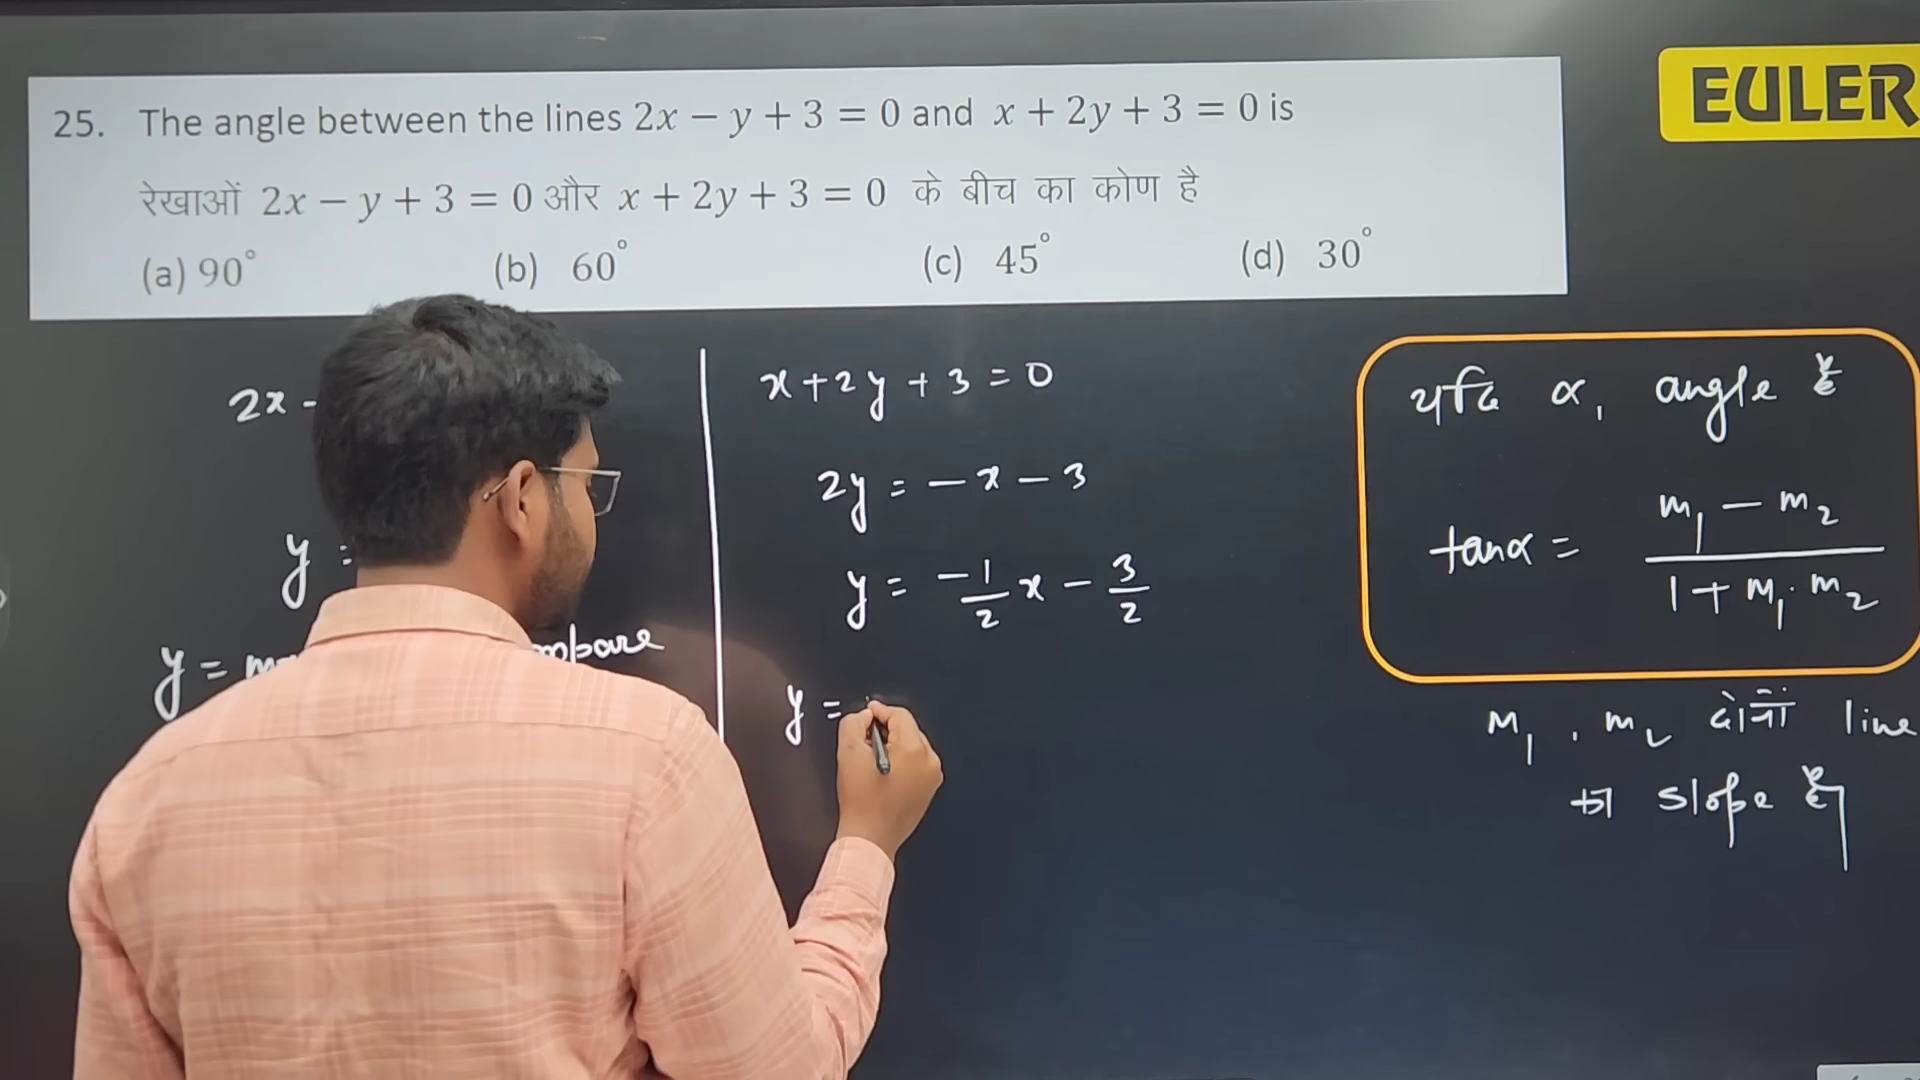 EULER
25. The angle between the lines 2x − y + 3 = 0 and x + 2y + 3 = 0 is
रेखाओं 2x − y + 3 = 0 और x + 2y + 3 = 0 के बीच का कोण है
(a) 90° (b) 60° (c) 45° (d) 30°
2x -
y =
y = m
x + 2y + 3 = 0
2y = - x - 3
y = -1/2 x - 3/2
y =
यदि α, angle है
tanα = (m₁ - m₂)/(1 + m₁. m₂)
m₁, m₂ दोनों line
का slope है